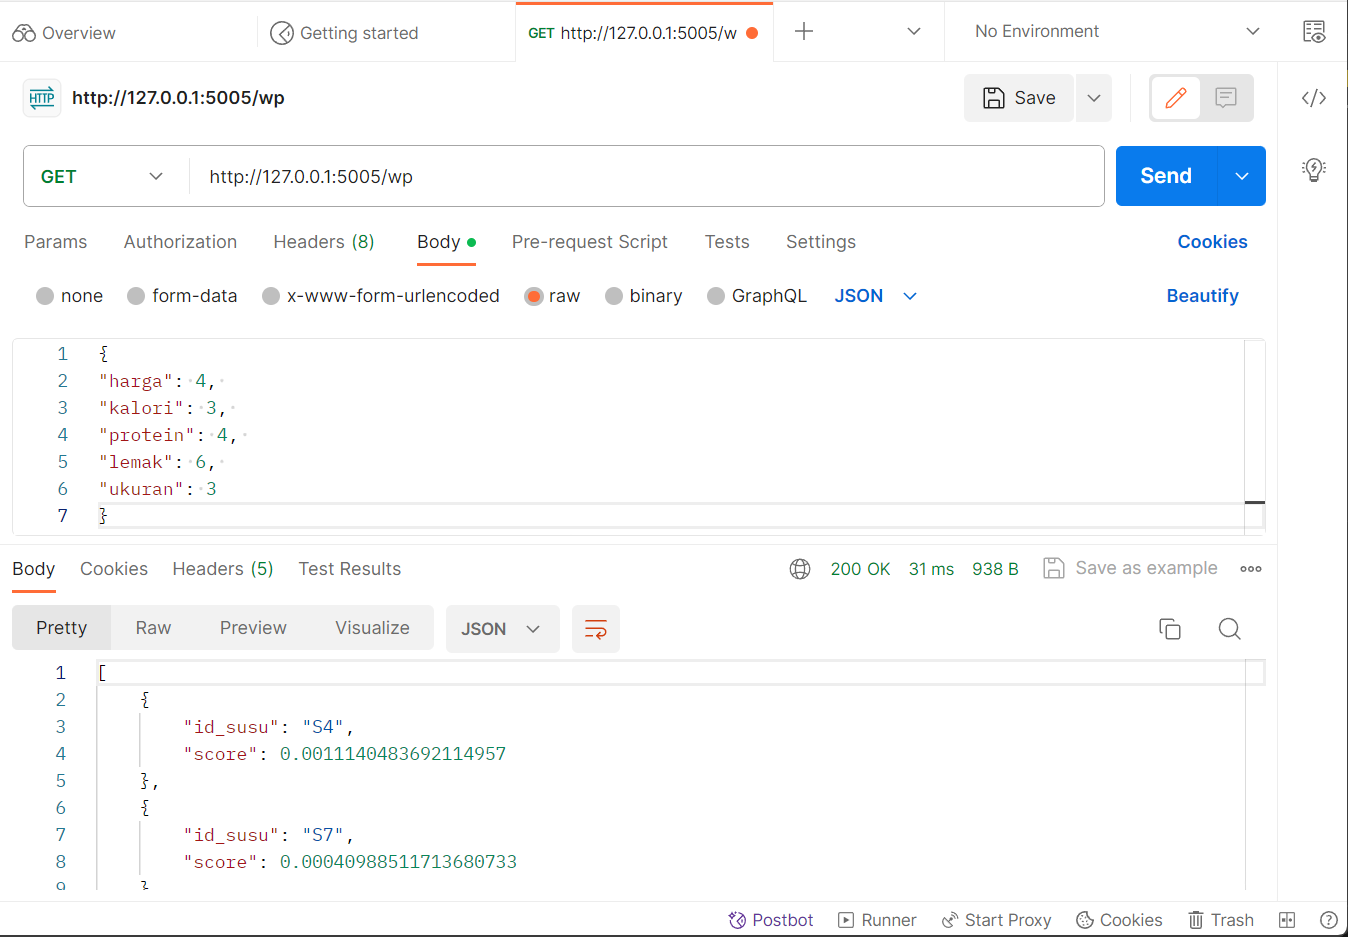 Overview
Getting started
GET http://127.0.0.1:5005/w
No Environment
HTTP http://127.0.0.1:5005/wp
Save
GET http://127.0.0.1:5005/wp
Send
Params Authorization Headers (8) Body Pre-request Script Tests Settings Cookies
none form-data x-www-form-urlencoded raw binary GraphQL JSON Beautify
1 {
2 "harga": 4,
3 "kalori": 3,
4 "protein": 4,
5 "lemak": 6,
6 "ukuran": 3
7 }
Body Cookies Headers (5) Test Results 200 OK 31 ms 938 B Save as example
Pretty Raw Preview Visualize JSON
1 [
2 {
3 "id_susu": "S4",
4 "score": 0.0011140483692114957
5 },
6 {
7 "id_susu": "S7",
8 "score": 0.00040988511713680733
9 }
Postbot Runner Start Proxy Cookies Trash